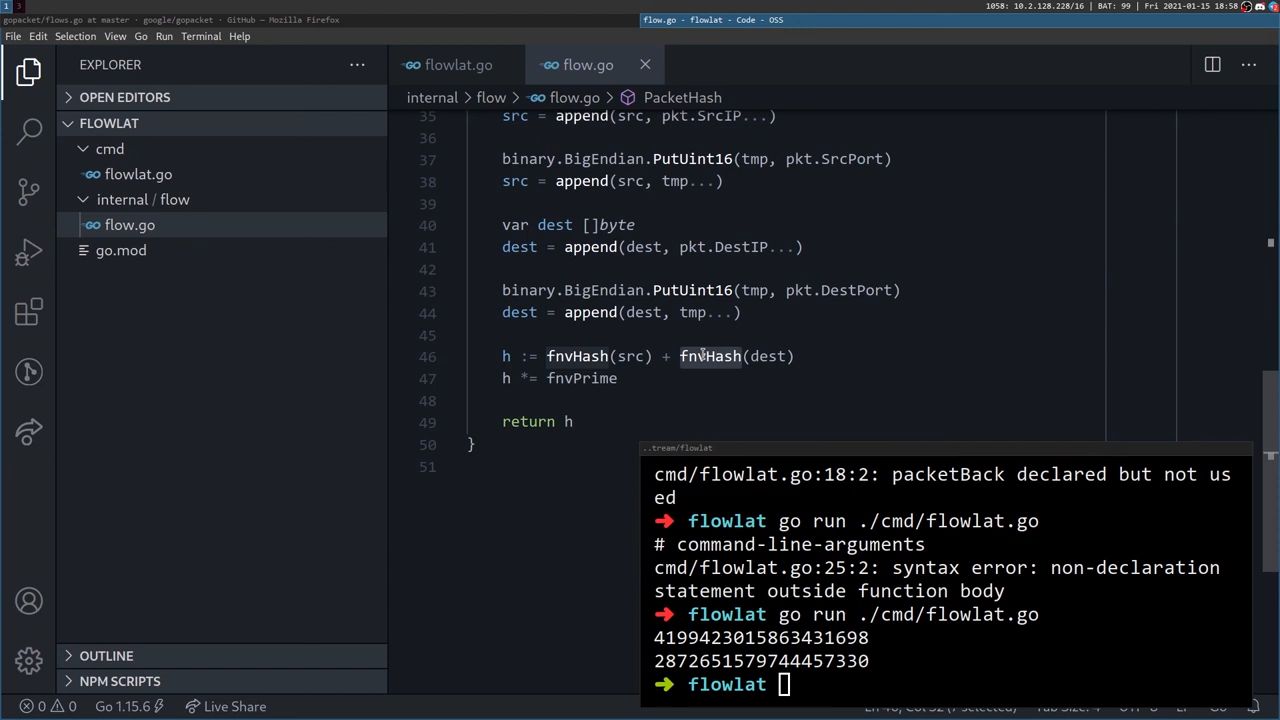 1 3 1058: 10.2.128.228/16 | BAT: 99 | Fri 2021-01-15 18:58
gopacket/flows.go at master · google/gopacket · GitHub — Mozilla Firefox
flow.go - flowlat - Code - OSS
File Edit Selection View Go Run Terminal Help
EXPLORER
OPEN EDITORS
FLOWLAT
cmd
flowlat.go
internal / flow
flow.go
go.mod
OUTLINE
NPM SCRIPTS
flowlat.go flow.go
internal > flow > flow.go > PacketHash
35 src = append(src, pkt.SrcIP...)
36
37 binary.BigEndian.PutUint16(tmp, pkt.SrcPort)
38 src = append(src, tmp...)
39
40 var dest []byte
41 dest = append(dest, pkt.DestIP...)
42
43 binary.BigEndian.PutUint16(tmp, pkt.DestPort)
44 dest = append(dest, tmp...)
45
46 h := fnvHash(src) + fnvHash(dest)
47 h *= fnvPrime
48
49 return h
50 }
51
..tream/flowlat
cmd/flowlat.go:18:2: packetBack declared but not us
ed
➜ flowlat go run ./cmd/flowlat.go
# command-line-arguments
cmd/flowlat.go:25:2: syntax error: non-declaration
statement outside function body
➜ flowlat go run ./cmd/flowlat.go
4199423015863431698
2872651579744457330
➜ flowlat
0 0 Go 1.15.6 Live Share